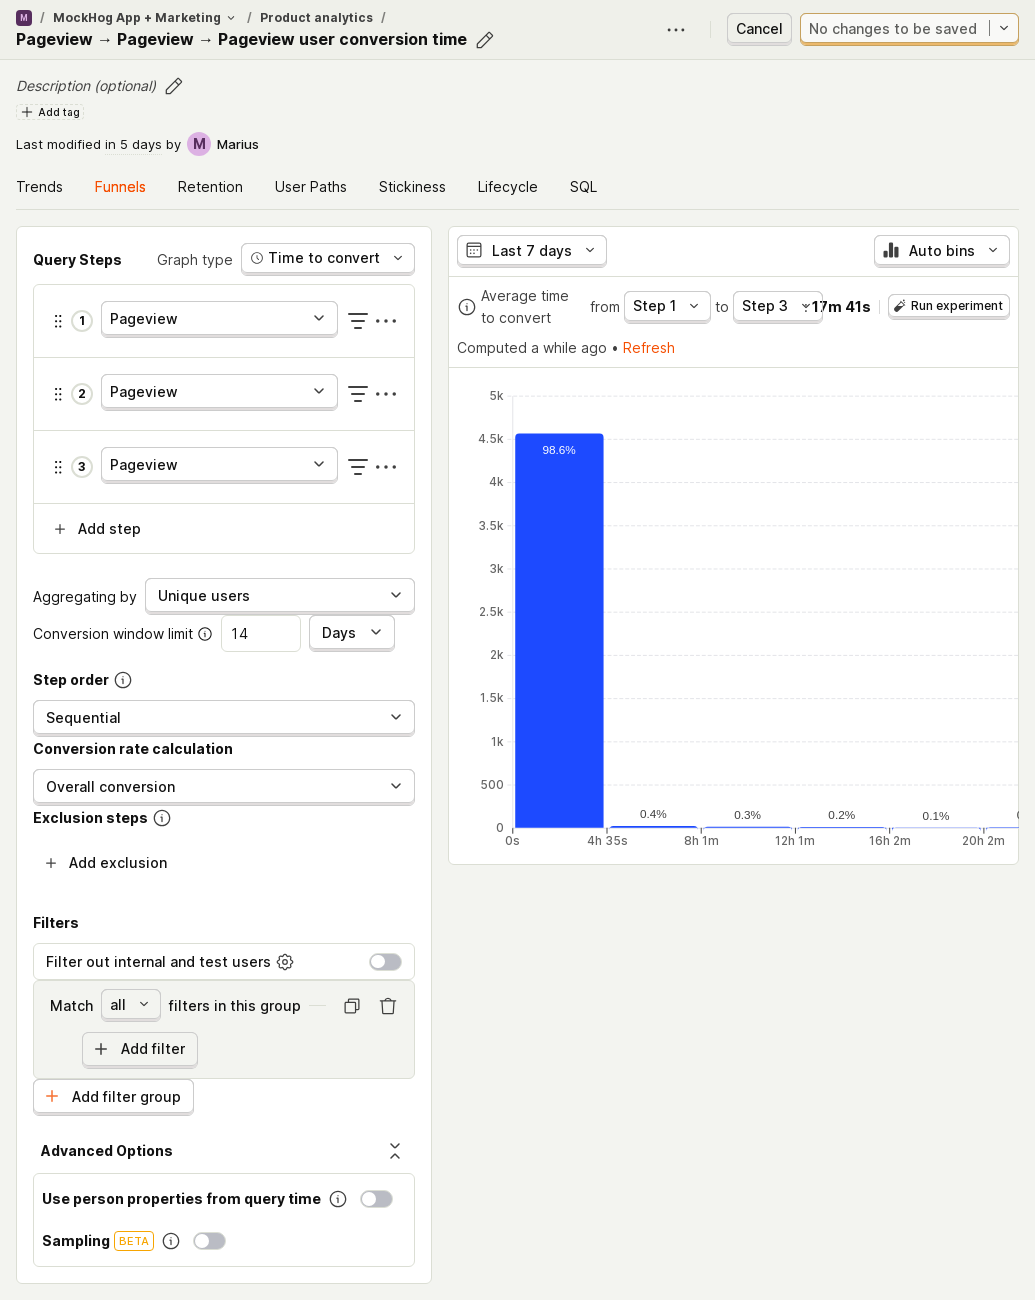 M / MockHog App + Marketing / Product analytics /
Pageview → Pageview → Pageview user conversion time
Cancel
No changes to be saved
Description (optional)
Add tag
Last modified in 5 days by M Marius
Trends Funnels Retention User Paths Stickiness Lifecycle SQL
Query Steps Graph type Time to convert
1 Pageview
2 Pageview
3 Pageview
Add step
Aggregating by Unique users
Conversion window limit 14 Days
Step order
Sequential
Conversion rate calculation
Overall conversion
Exclusion steps
Add exclusion
Filters
Filter out internal and test users
Match all filters in this group
Add filter
Add filter group
Advanced Options
Use person properties from query time
Sampling BETA
Last 7 days Auto bins
Average time
to convert
from Step 1 to Step 3 17m 41s Run experiment
Computed a while ago • Refresh
5k
4.5k
4k
3.5k
3k
2.5k
2k
1.5k
1k
500
0
98.6% 0.4% 0.3% 0.2% 0.1%
0s 4h 35s 8h 1m 12h 1m 16h 2m 20h 2m